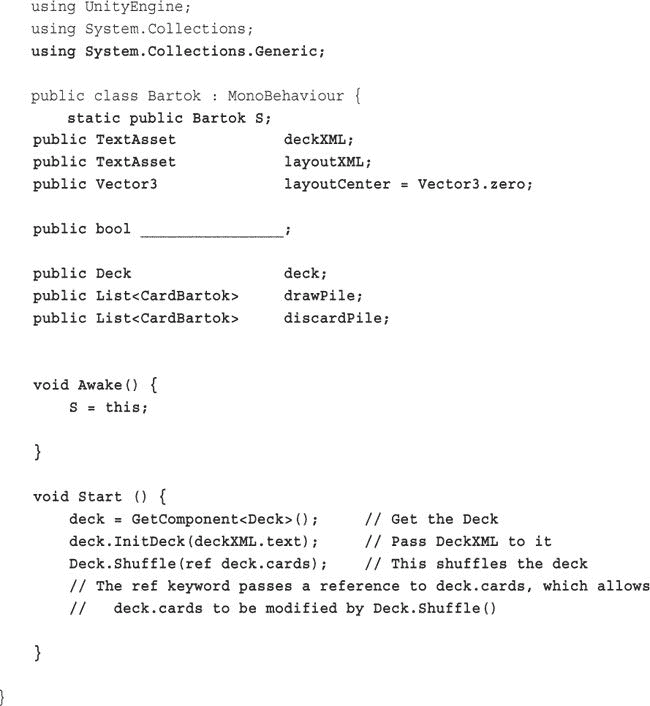 using UnityEngine;
using System.Collections;
using System.Collections.Generic;

public class Bartok : MonoBehaviour {
    static public Bartok S;
public TextAsset            deckXML;
public TextAsset            layoutXML;
public Vector3              layoutCenter = Vector3.zero;

public bool ________________;

public Deck                 deck;
public List<CardBartok>     drawPile;
public List<CardBartok>     discardPile;


void Awake() {
    S = this;

}

void Start () {
    deck = GetComponent<Deck>();     // Get the Deck
    deck.InitDeck(deckXML.text);     // Pass DeckXML to it
    Deck.Shuffle(ref deck.cards);    // This shuffles the deck
    // The ref keyword passes a reference to deck.cards, which allows
    //   deck.cards to be modified by Deck.Shuffle()

}

}